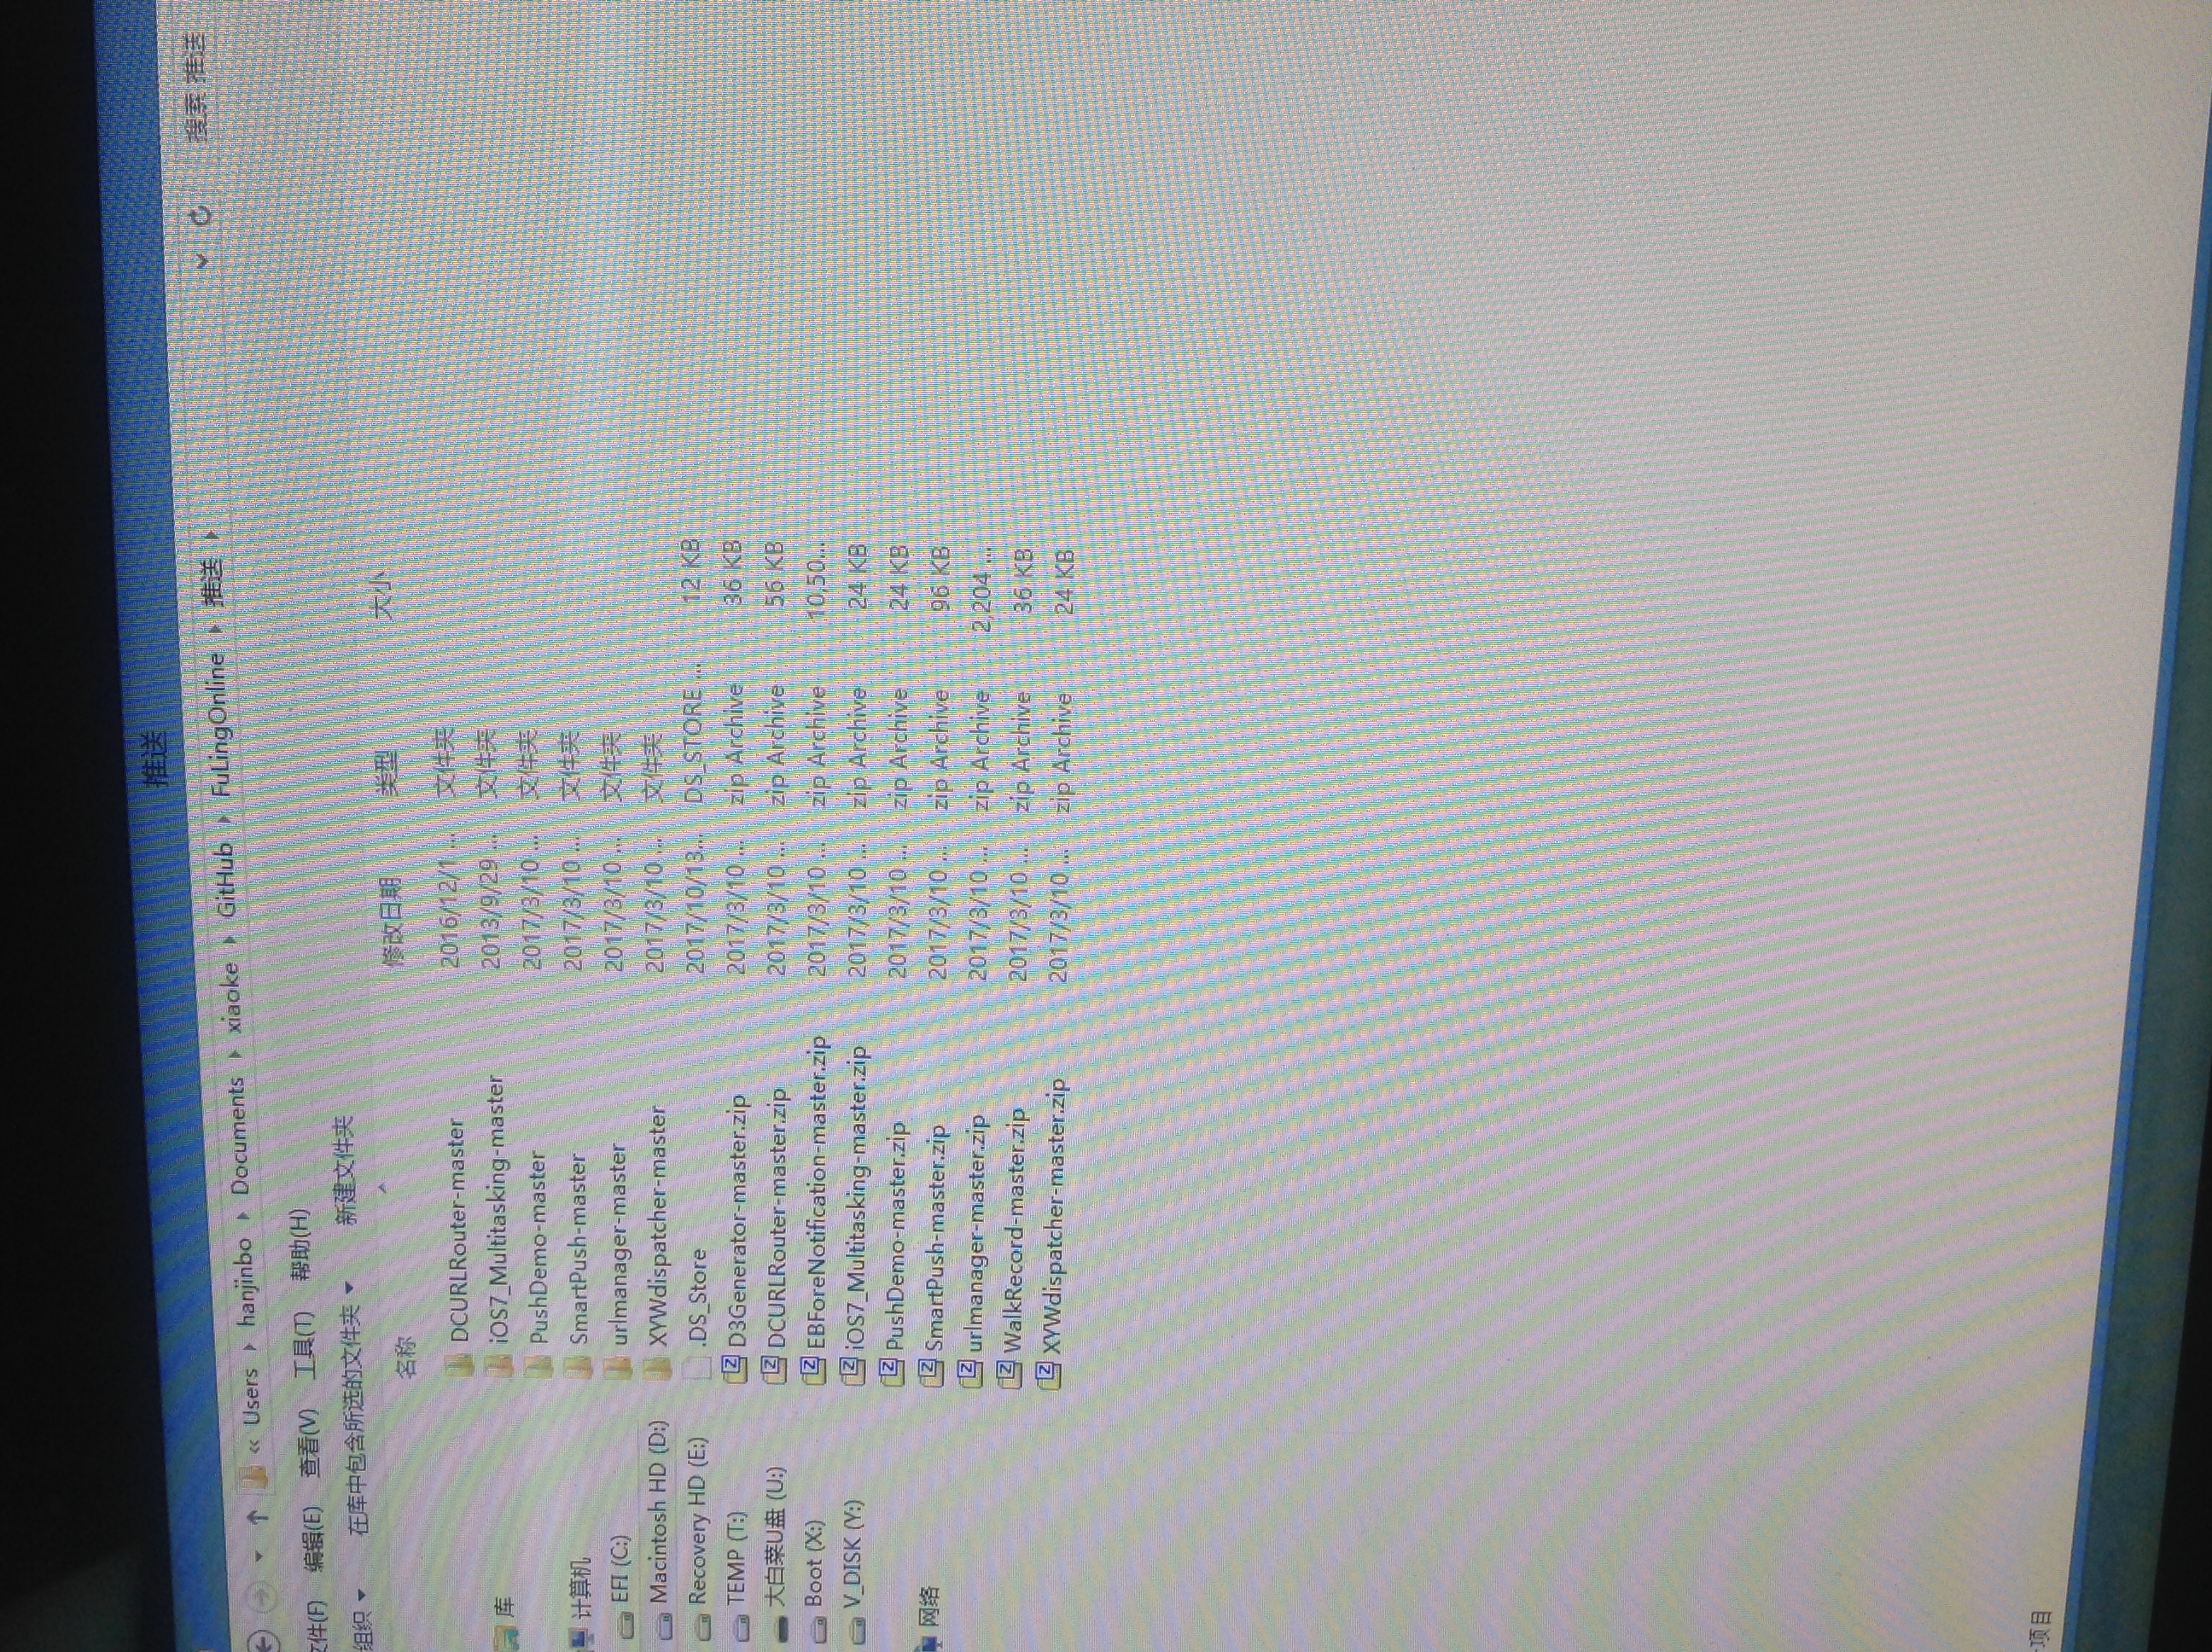 推送
« Users ▸ hanjinbo ▸ Documents ▸ xiaoke ▸ GitHub ▸ FuLingOnline ▸ 推送 ▸ 搜索 推送
文件(F) 编辑(E) 查看(V) 工具(T) 帮助(H)
组织 在库中包含所选的文件夹 新建文件夹
名称 修改日期 类型 大小
DCURLRouter-master 2016/12/1 ... 文件夹
iOS7_Multitasking-master 2013/9/29 ... 文件夹
PushDemo-master 2017/3/10 ... 文件夹
SmartPush-master 2017/3/10 ... 文件夹
urlmanager-master 2017/3/10 ... 文件夹
XYWdispatcher-master 2017/3/10 ... 文件夹
.DS_Store 2017/10/13... DS_STORE ... 12 KB
D3Generator-master.zip 2017/3/10 ... zip Archive 36 KB
DCURLRouter-master.zip 2017/3/10 ... zip Archive 56 KB
EBForeNotification-master.zip 2017/3/10 ... zip Archive 10,50...
iOS7_Multitasking-master.zip 2017/3/10 ... zip Archive 24 KB
PushDemo-master.zip 2017/3/10 ... zip Archive 24 KB
SmartPush-master.zip 2017/3/10 ... zip Archive 96 KB
urlmanager-master.zip 2017/3/10 ... zip Archive 2,204 ...
WalkRecord-master.zip 2017/3/10 ... zip Archive 36 KB
XYWdispatcher-master.zip 2017/3/10 ... zip Archive 24 KB
库
计算机
EFI (C:)
Macintosh HD (D:)
Recovery HD (E:)
TEMP (T:)
大白菜U盘 (U:)
Boot (X:)
V_DISK (Y:)
网络
项目